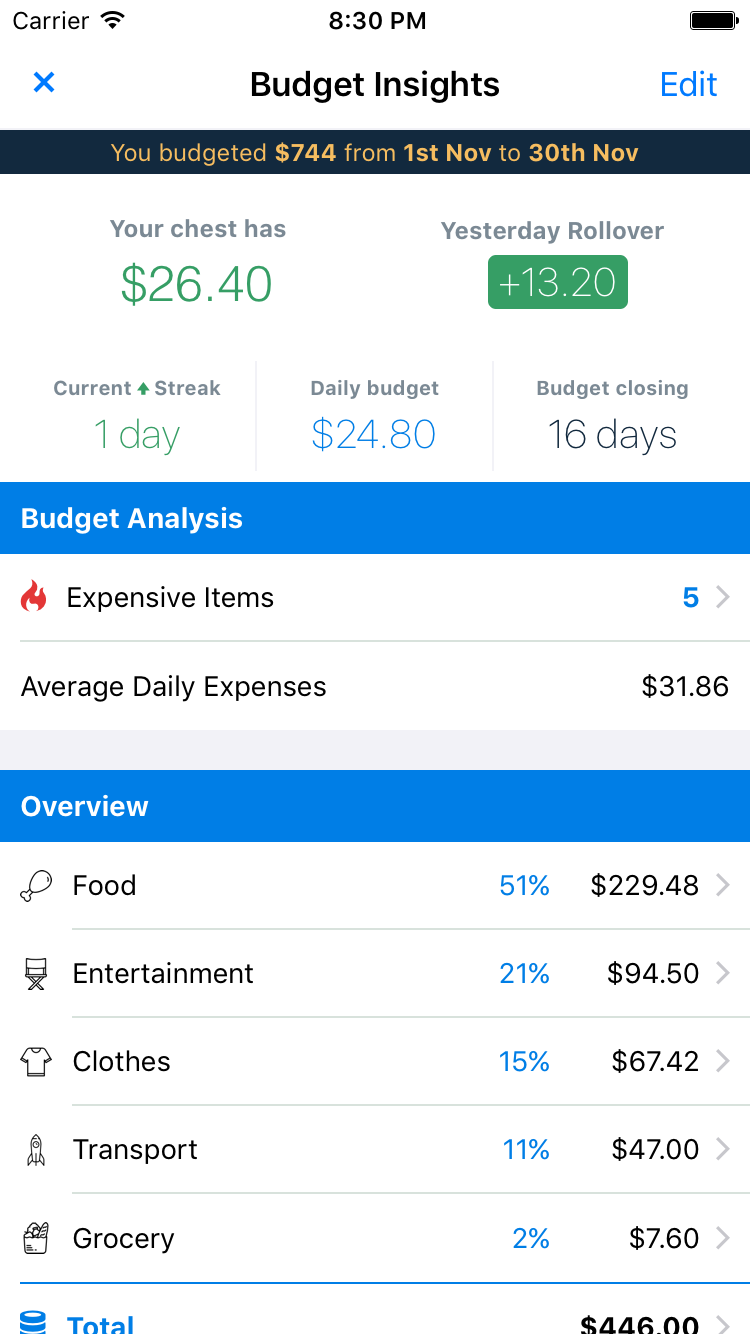 Carrier 8:30 PM
Budget Insights Edit
You budgeted $744 from 1st Nov to 30th Nov
Your chest has Yesterday Rollover
$26.40 +13.20
Current Streak Daily budget Budget closing
1 day $24.80 16 days
Budget Analysis
Expensive Items 5
Average Daily Expenses $31.86
Overview
Food 51% $229.48
Entertainment 21% $94.50
Clothes 15% $67.42
Transport 11% $47.00
Grocery 2% $7.60
Total $446.00